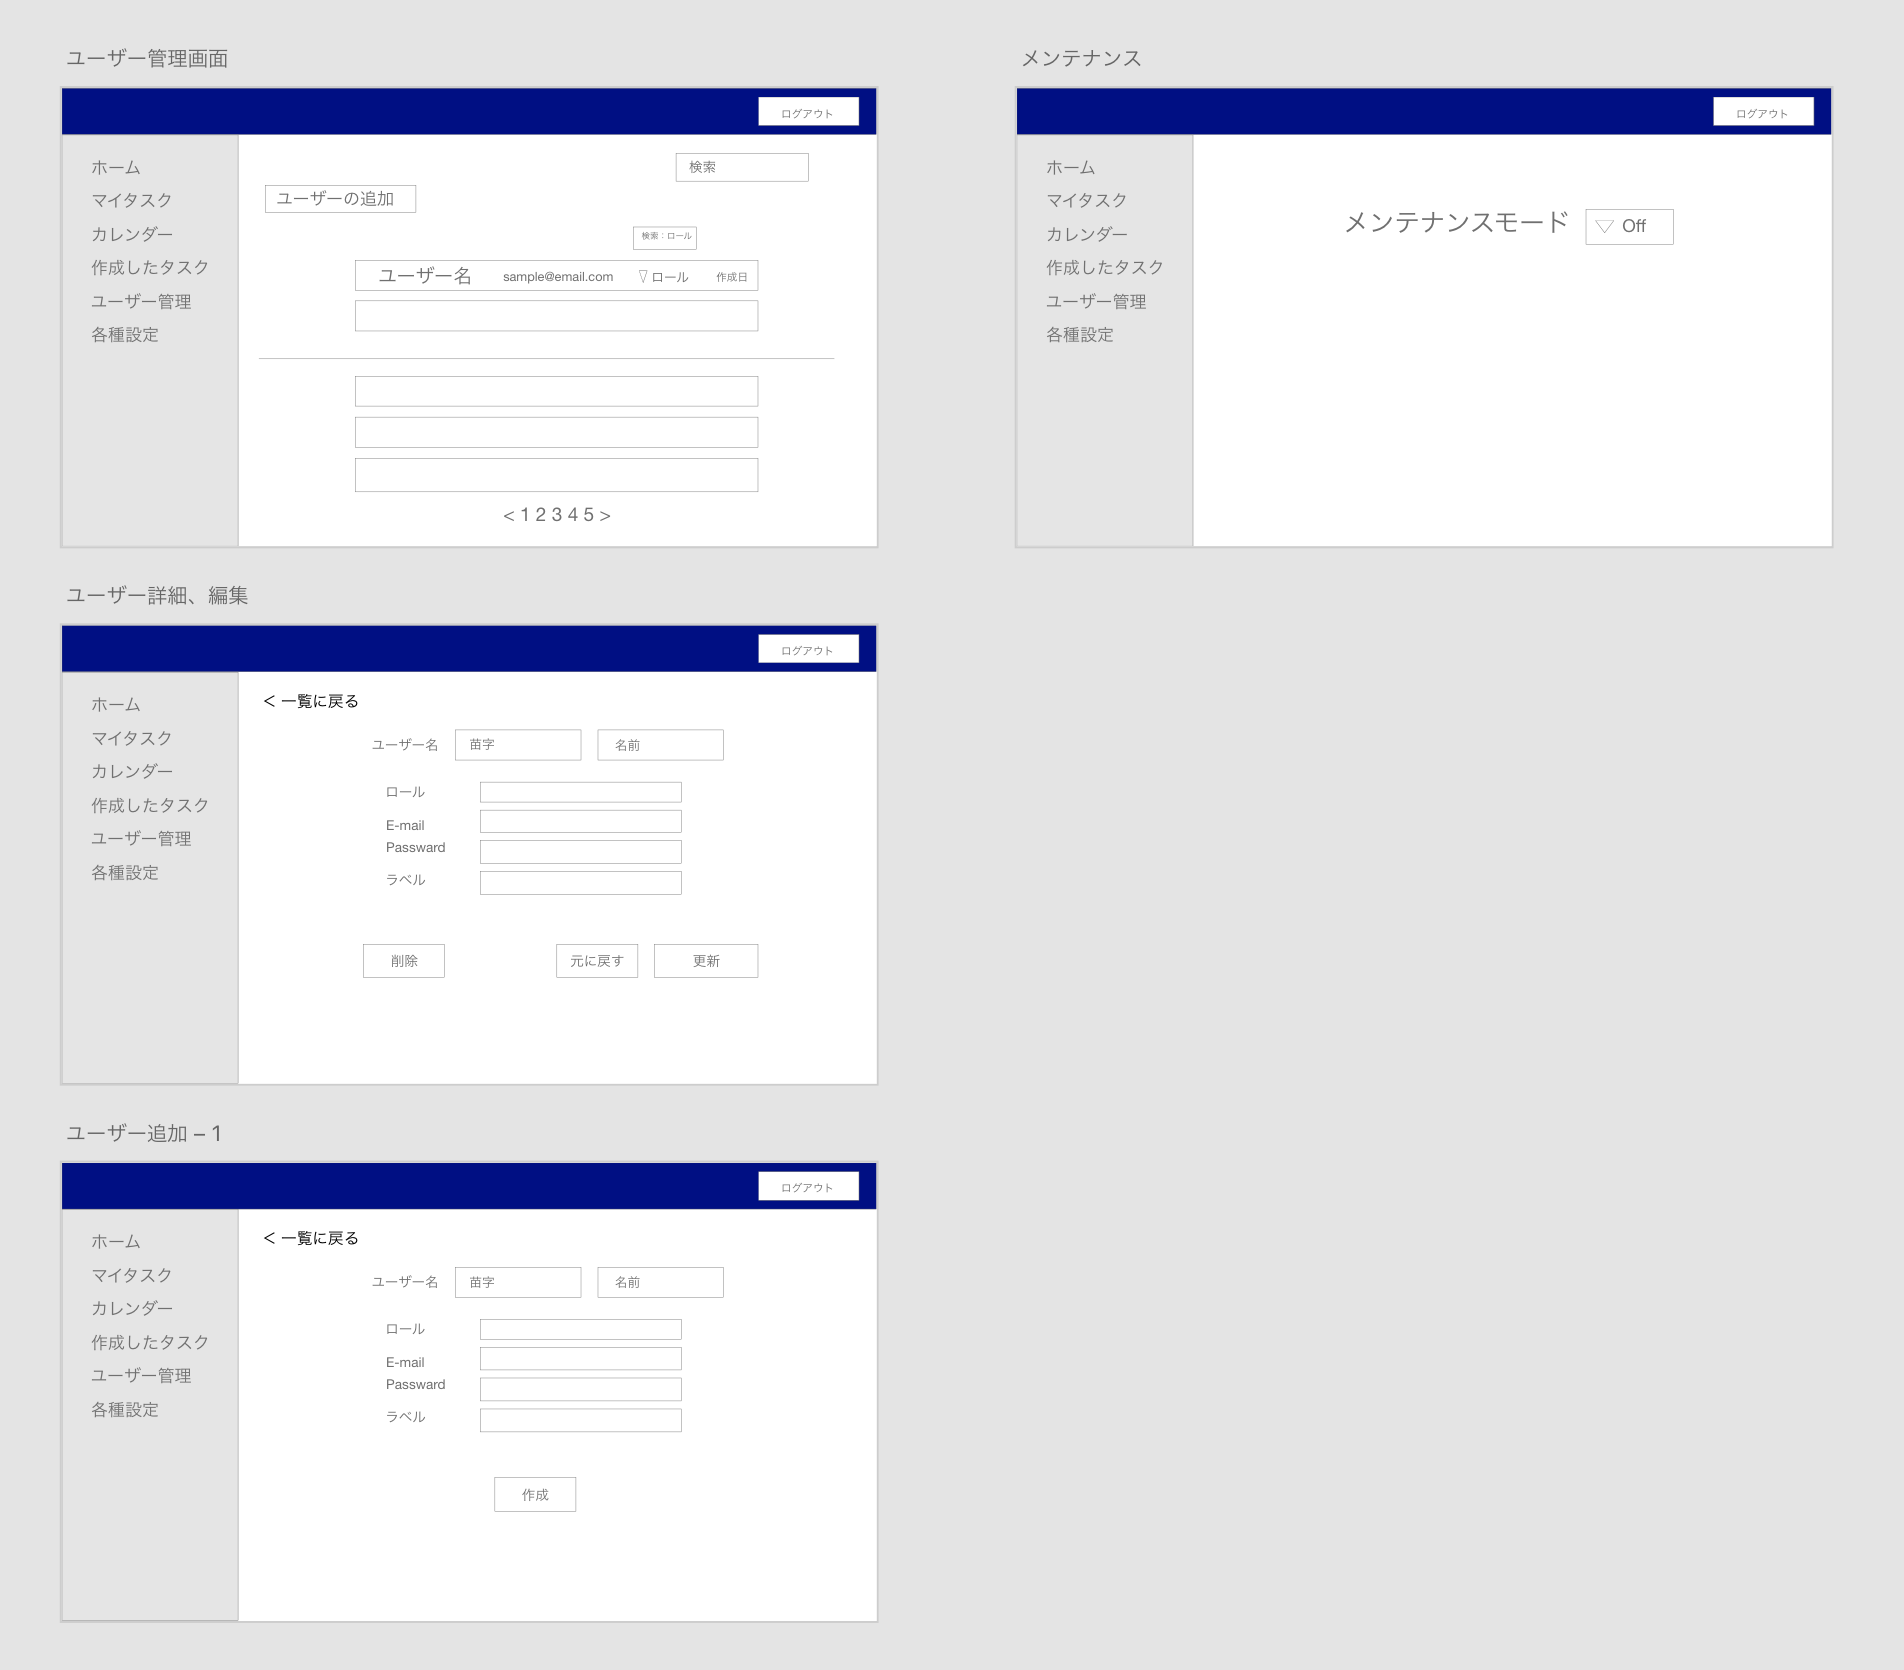 ユーザー管理画面
ログアウト
ホーム
マイタスク
カレンダー
作成したタスク
ユーザー管理
各種設定
検索
ユーザーの追加
検索：ロール
ユーザー名 sample@email.com ▽ ロール 作成日
< 1 2 3 4 5 >
メンテナンス
ログアウト
ホーム
マイタスク
カレンダー
作成したタスク
ユーザー管理
各種設定
メンテナンスモード ▽ Off
ユーザー詳細、編集
ログアウト
ホーム
マイタスク
カレンダー
作成したタスク
ユーザー管理
各種設定
< 一覧に戻る
ユーザー名 苗字 名前
ロール
E-mail
Passward
ラベル
削除 元に戻す 更新
ユーザー追加 – 1
ログアウト
ホーム
マイタスク
カレンダー
作成したタスク
ユーザー管理
各種設定
< 一覧に戻る
ユーザー名 苗字 名前
ロール
E-mail
Passward
ラベル
作成